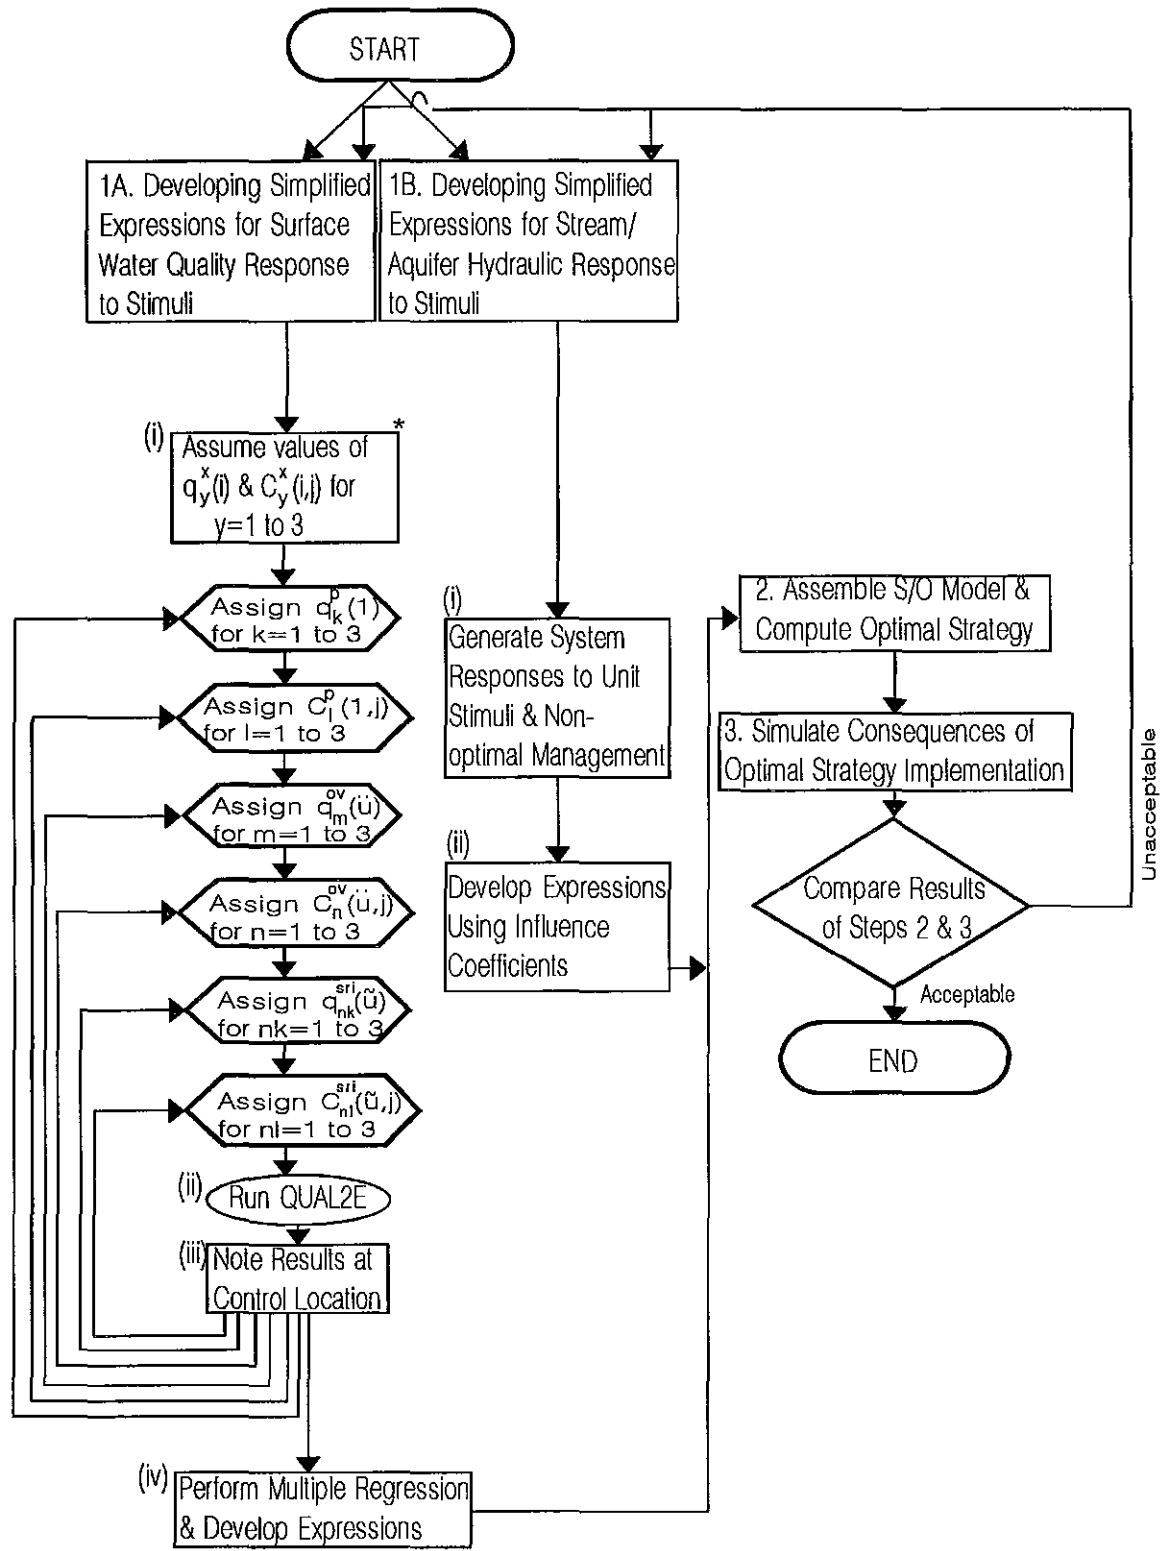 START
1A. Developing Simplified
Expressions for Surface
Water Quality Response
to Stimuli
1B. Developing Simplified
Expressions for Stream/
Aquifer Hydraulic Response
to Stimuli
(i)
*
Assume values of
q_y^x(i) & C_y^x(i,j) for
y=1 to 3
Assign q_k^p(1)
for k=1 to 3
Assign C_l^p(1,j)
for l=1 to 3
Assign q_m^ov(ü)
for m=1 to 3
Assign C_n^ov(ü,j)
for n=1 to 3
Assign q_nk^sri(ũ)
for nk=1 to 3
Assign C_nl^sri(ũ,j)
for nl=1 to 3
(ii)
Run QUAL2E
(iii)
Note Results at
Control Location
(iv)
Perform Multiple Regression
& Develop Expressions
(i)
Generate System
Responses to Unit
Stimuli & Non-
optimal Management
(ii)
Develop Expressions
Using Influence
Coefficients
2. Assemble S/O Model &
Compute Optimal Strategy
3. Simulate Consequences of
Optimal Strategy Implementation
Compare Results
of Steps 2 & 3
Unacceptable
Acceptable
END